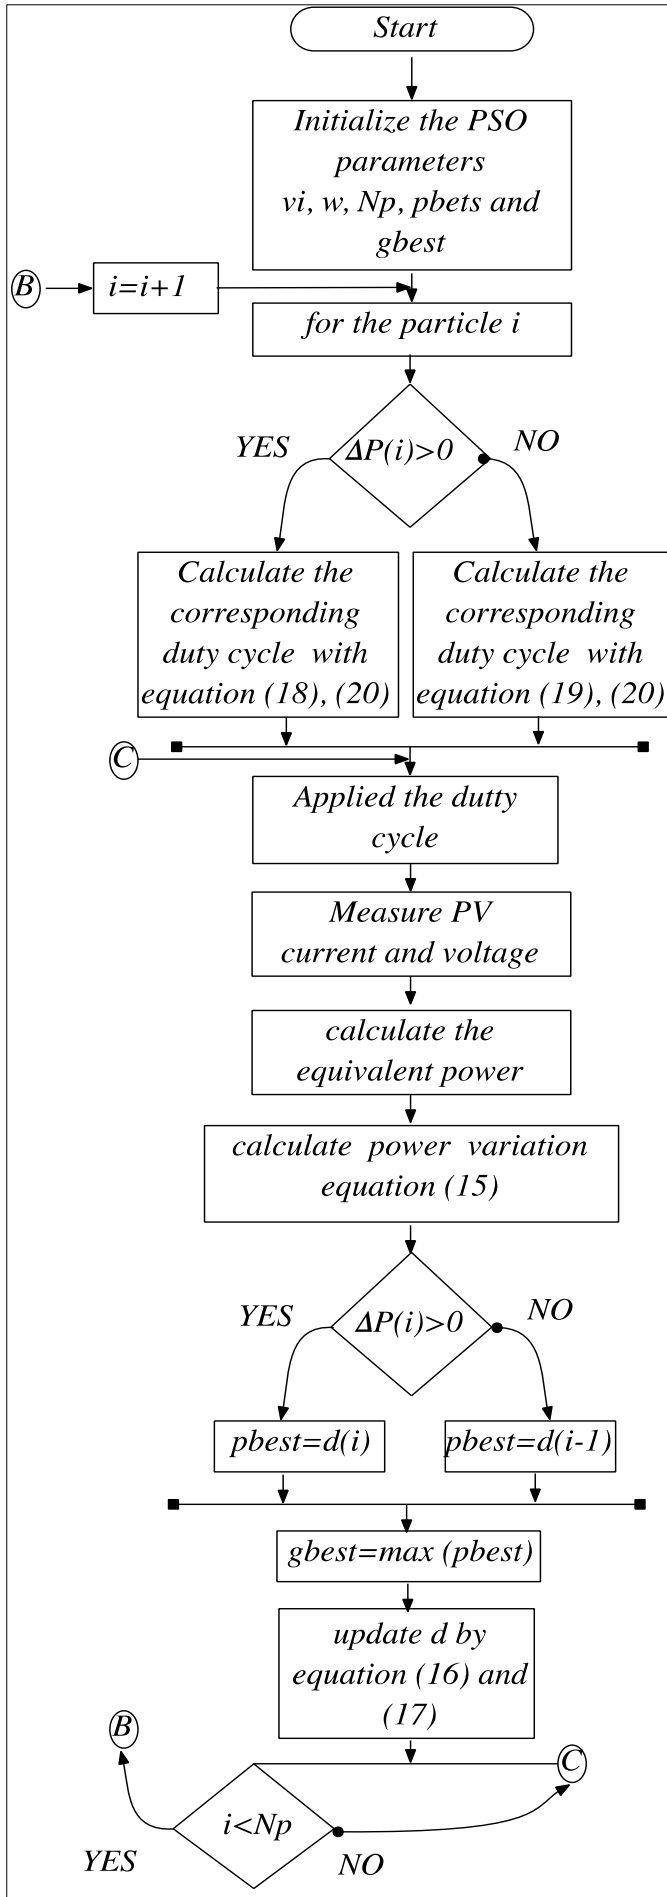 Start
Initialize the PSO
parameters
vi, w, Np, pbets and
gbest
B
i=i+1
for the particle i
YES
ΔP(i)>0
NO
Calculate the
corresponding
duty cycle with
equation (18), (20)
Calculate the
corresponding
duty cycle with
equation (19), (20)
C
Applied the dutty
cycle
Measure PV
current and voltage
calculate the
equivalent power
calculate power variation
equation (15)
YES
ΔP(i)>0
NO
pbest=d(i)
pbest=d(i-1)
gbest=max (pbest)
update d by
equation (16) and
(17)
B
C
i<Np
YES
NO